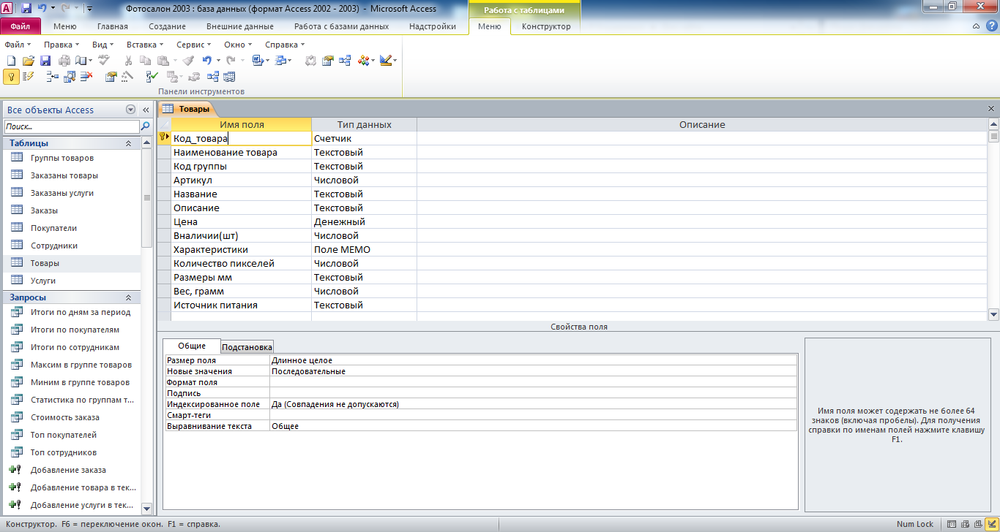 Фотосалон 2003 : база данных (формат Access 2002 - 2003) - Microsoft Access
Работа с таблицами
Файл Меню Главная Создание Внешние данные Работа с базами данных Надстройки Меню Конструктор
Файл Правка Вид Вставка Сервис Окно Справка
Панели инструментов
Все объекты Access
Поиск...
Таблицы
Группы товаров
Заказаны товары
Заказаны услуги
Заказы
Покупатели
Сотрудники
Товары
Услуги
Запросы
Итоги по дням за период
Итоги по покупателям
Итоги по сотрудникам
Максим в группе товаров
Миним в группе товаров
Статистика по группам т...
Стоимость заказа
Топ покупателей
Топ сотрудников
Добавление заказа
Добавление товара в тек...
Добавление услуги в тек...
Товары
Имя поля Тип данных Описание
Код_товара Счетчик
Наименование товара Текстовый
Код группы Текстовый
Артикул Числовой
Название Текстовый
Описание Текстовый
Цена Денежный
Вналичии(шт) Числовой
Характеристики Поле МЕМО
Количество пикселей Числовой
Размеры мм Текстовый
Вес, грамм Числовой
Источник питания Текстовый
Свойства поля
Общие Подстановка
Размер поля Длинное целое
Новые значения Последовательные
Формат поля
Подпись
Индексированное поле Да (Совпадения не допускаются)
Смарт-теги
Выравнивание текста Общее
Имя поля может содержать не более 64
знаков (включая пробелы). Для получения
справки по именам полей нажмите клавишу
F1.
Конструктор. F6 = переключение окон. F1 = справка. Num Lock